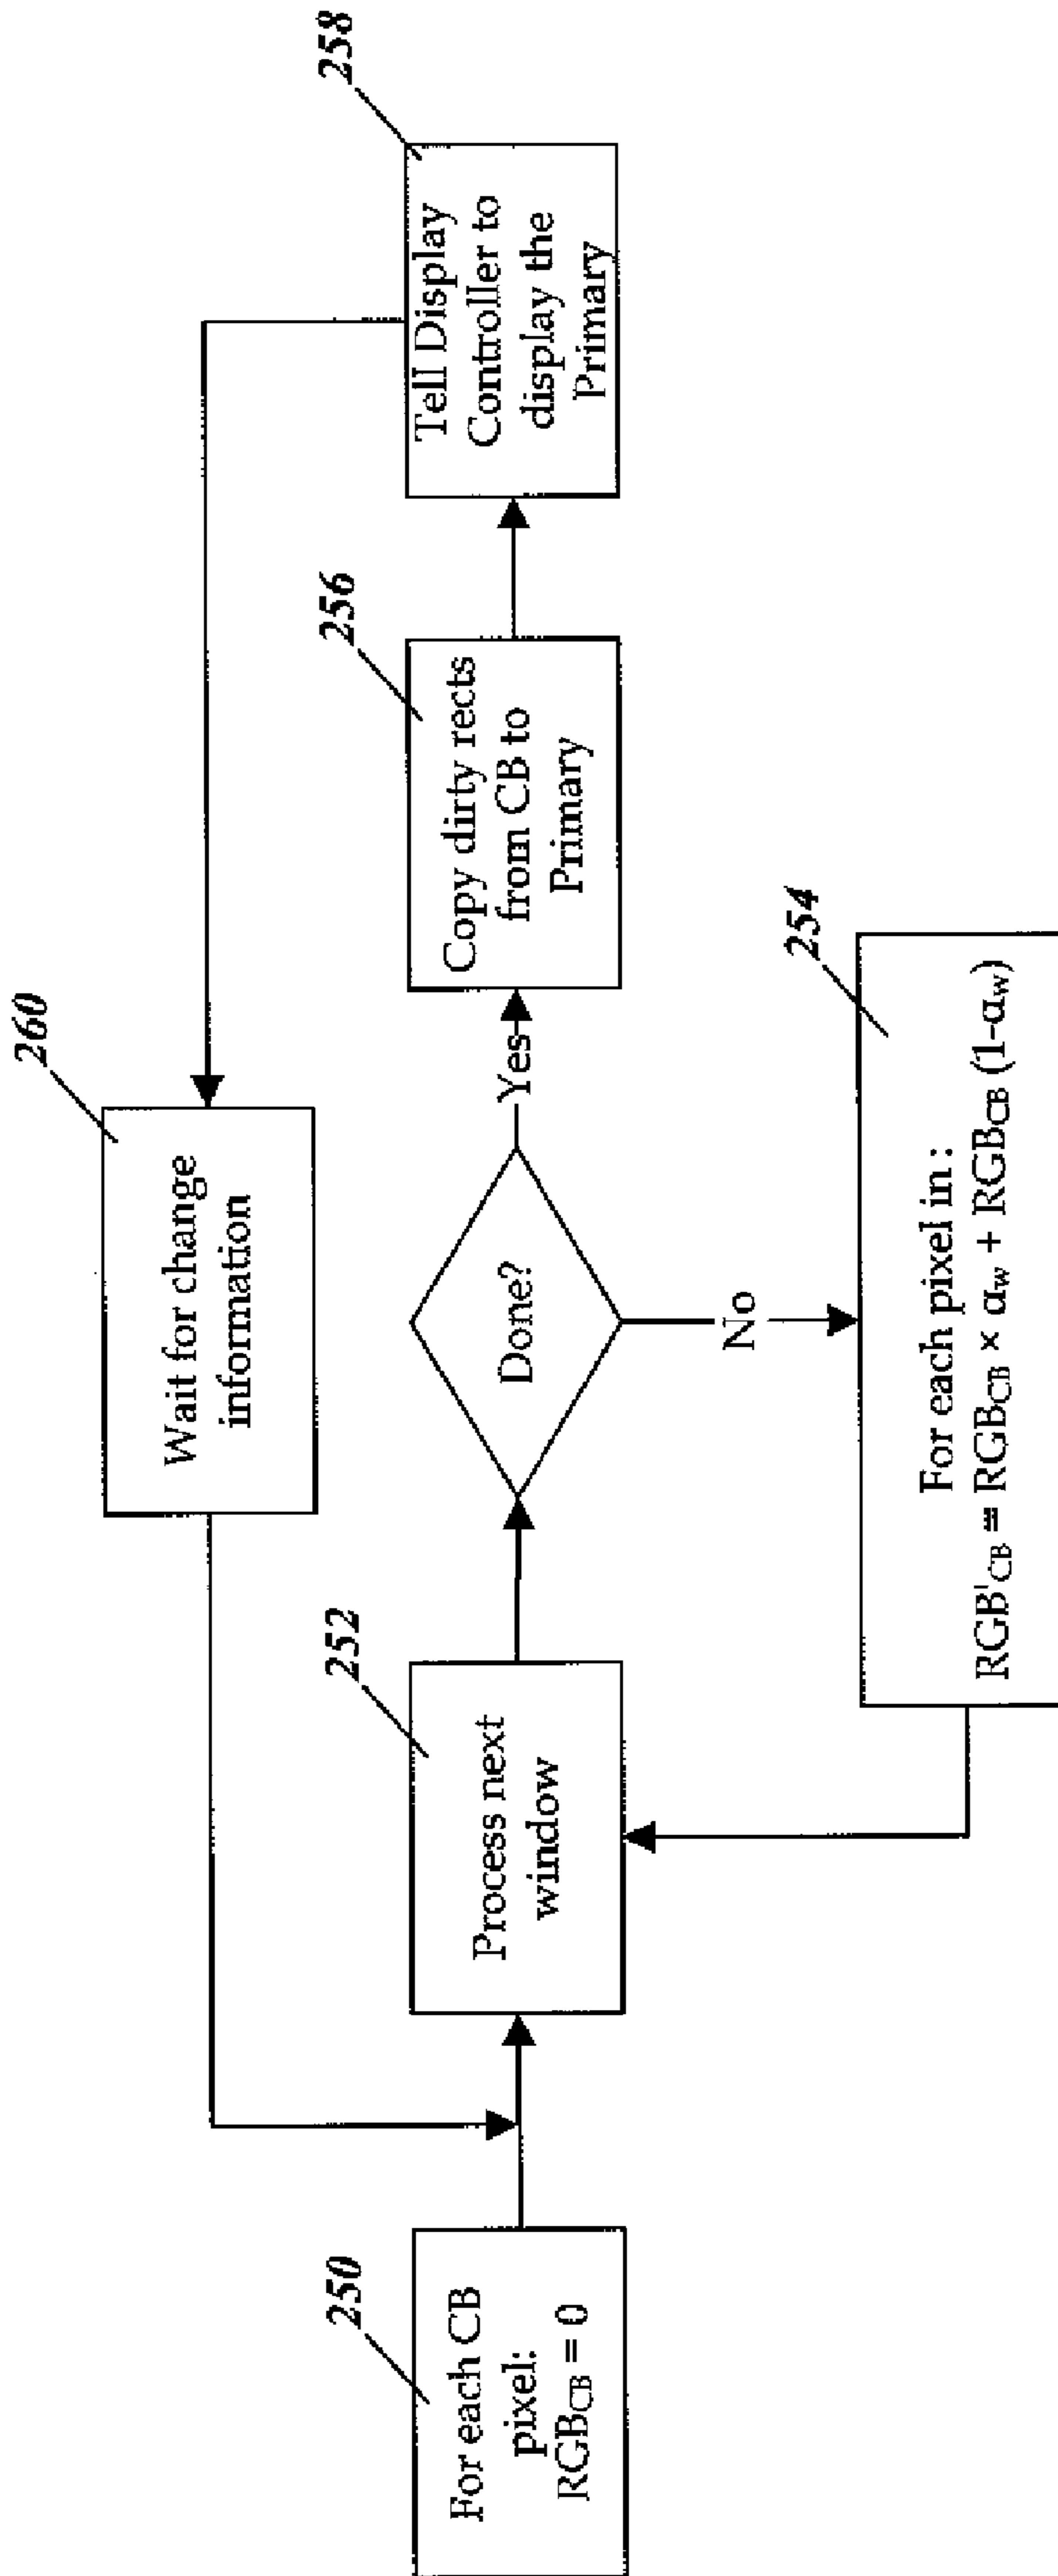 250
For each CB
pixel:
RGBCB = 0
252
Process next
window
260
Wait for change
information
Done?
Yes
No
254
For each pixel in :
RGB'CB = RGBCB × αw + RGBCB (1-αw)
256
Copy dirty rects
from CB to
Primary
258
Tell Display
Controller to
display the
Primary